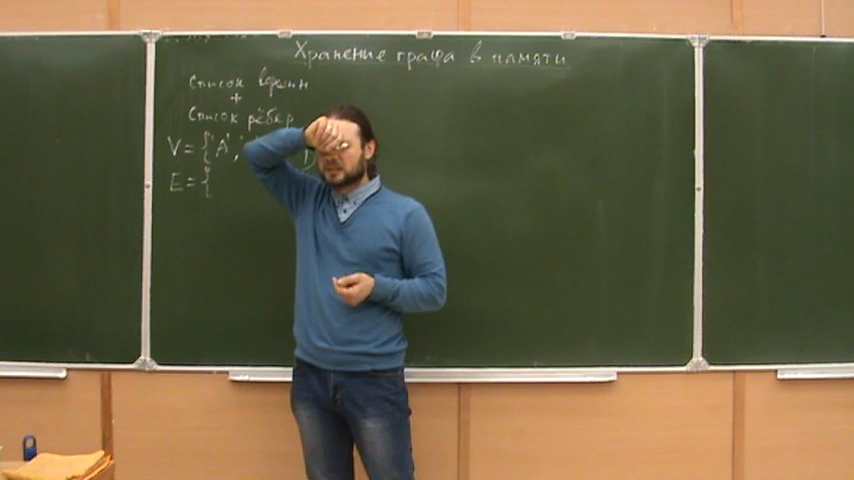 Хранение графа в памяти
Список вершин
+
Список рёбер
V = {'A', 
E = {